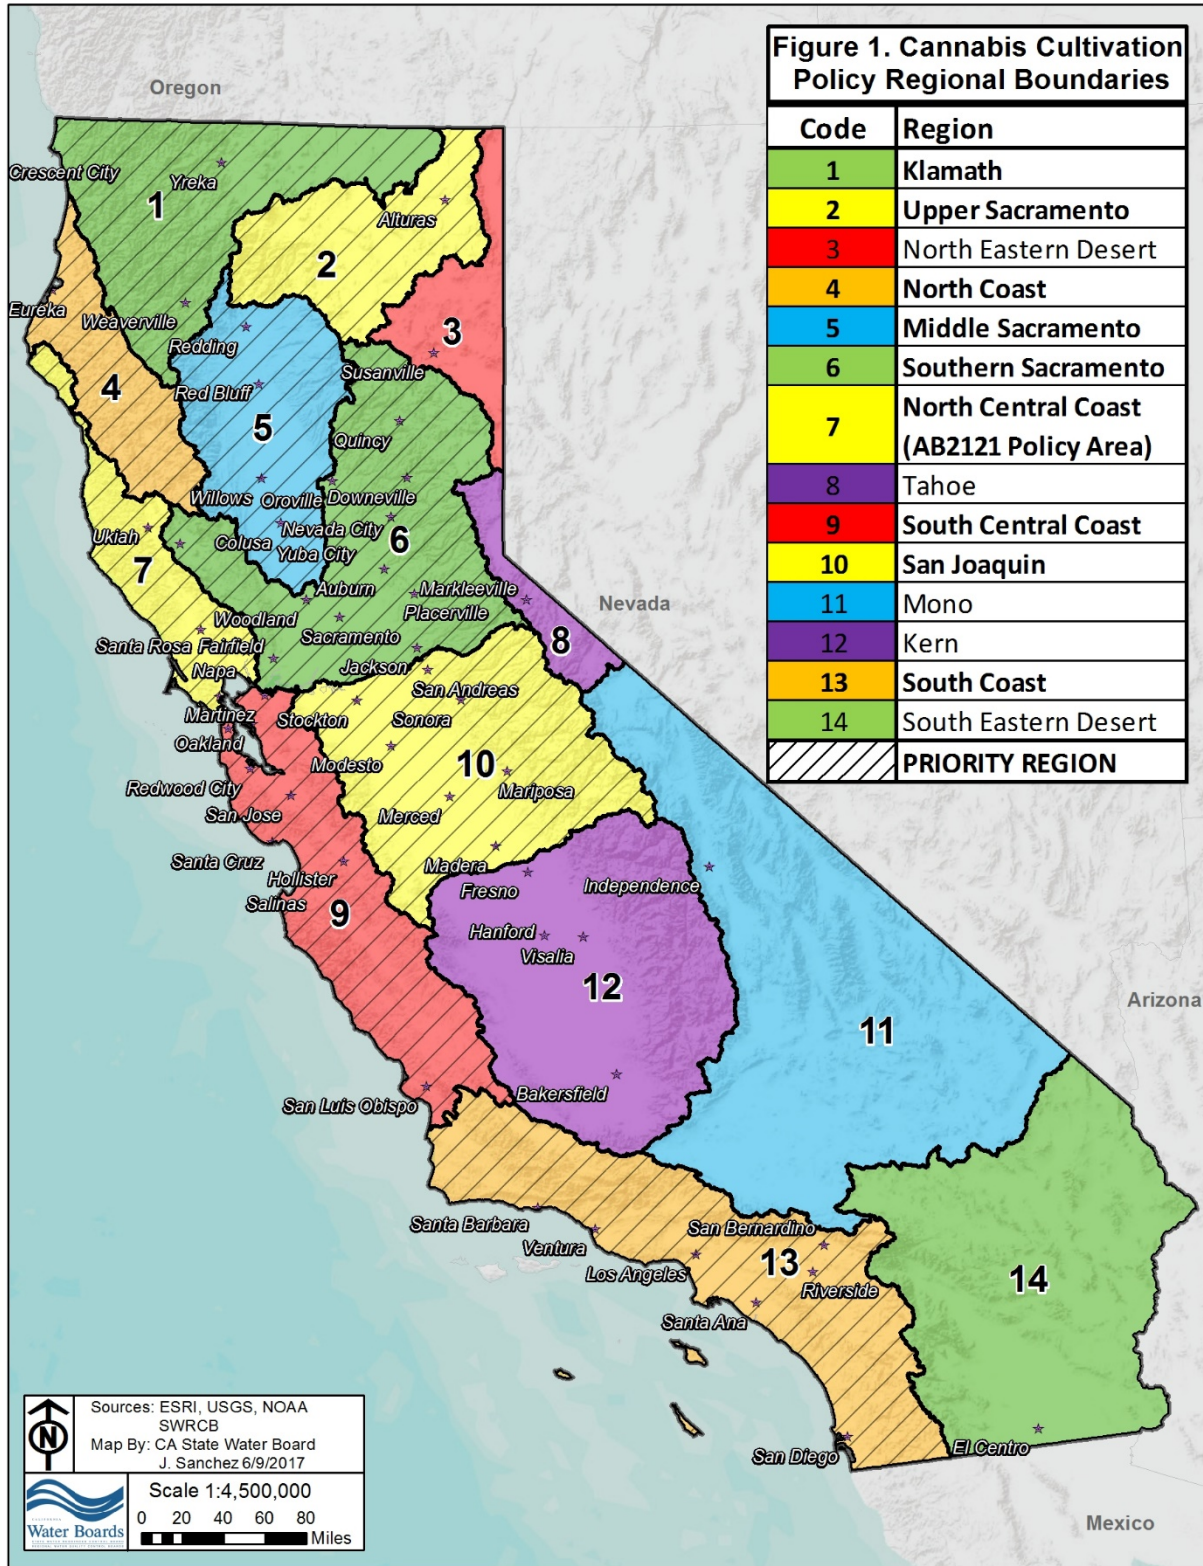 Figure 1. Cannabis Cultivation
Policy Regional Boundaries
Code Region
1 Klamath
2 Upper Sacramento
3 North Eastern Desert
4 North Coast
5 Middle Sacramento
6 Southern Sacramento
7 North Central Coast
(AB2121 Policy Area)
8 Tahoe
9 South Central Coast
10 San Joaquin
11 Mono
12 Kern
13 South Coast
14 South Eastern Desert
PRIORITY REGION
Oregon
Crescent City
Yreka
1
Alturas
2
Eureka
Weaverville
Redding
3
Susanville
4
Red Bluff
5
Quincy
Willows
Oroville
Downeville
Ukiah
Colusa
Nevada City
Yuba City
6
7
Auburn
Markleeville
Nevada
Woodland
Placerville
Sacramento
8
Santa Rosa
Fairfield
Napa
Jackson
San Andreas
Martinez
Stockton
Sonora
Oakland
Modesto
10
Redwood City
Mariposa
San Jose
Merced
Santa Cruz
Madera
Hollister
Fresno
Independence
Salinas
9
Hanford
Visalia
12
Arizona
11
Bakersfield
San Luis Obispo
Santa Barbara
San Bernardino
Ventura
13
Los Angeles
Riverside
14
Santa Ana
San Diego
El Centro
Mexico
N
Sources: ESRI, USGS, NOAA
SWRCB
Map By: CA State Water Board
J. Sanchez 6/9/2017
Scale 1:4,500,000
0 20 40 60 80
Miles
CALIFORNIA
Water Boards